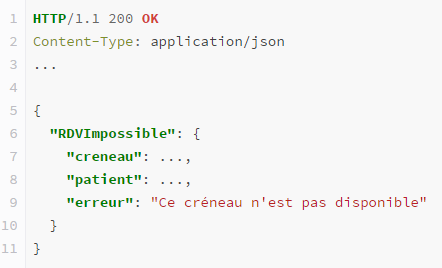 1 HTTP/1.1 200 OK
2 Content-Type: application/json
3 ...
4
5 {
6   "RDVImpossible": {
7     "creneau": ...,
8     "patient": ...,
9     "erreur": "Ce créneau n'est pas disponible"
10   }
11 }